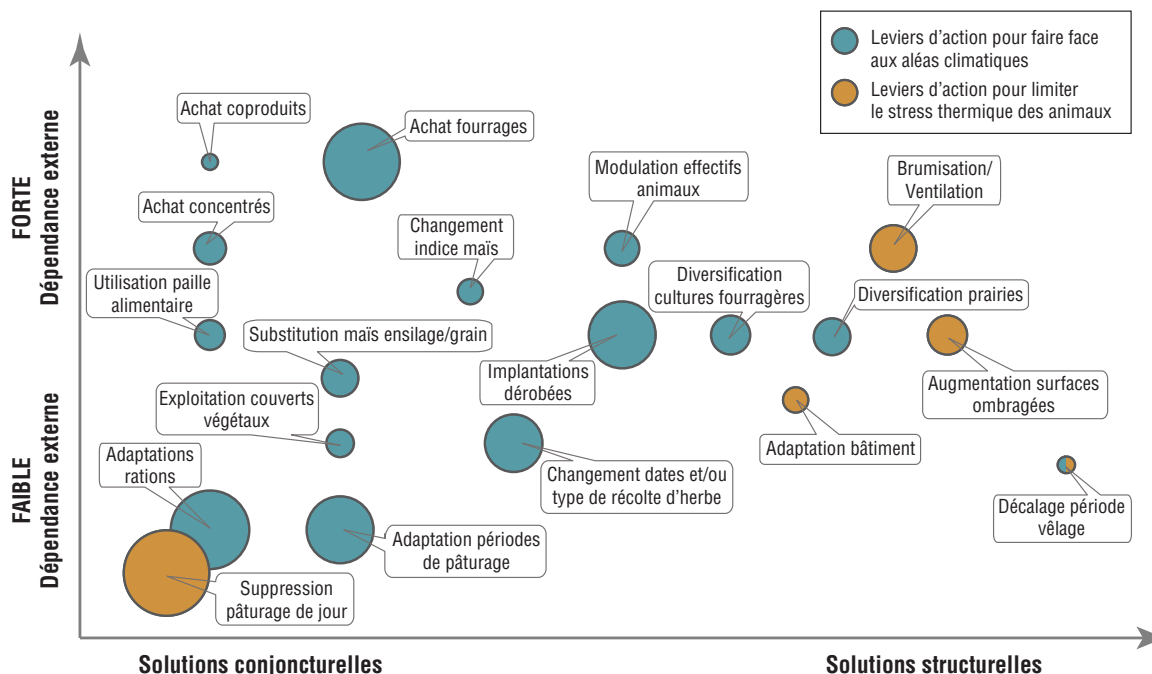 Leviers d'action pour faire face
aux aléas climatiques
Leviers d'action pour limiter
le stress thermique des animaux
FORTE
Dépendance externe
FAIBLE
Dépendance externe
Achat coproduits
Achat fourrages
Achat concentrés
Changement
indice maïs
Modulation effectifs
animaux
Brumisation/
Ventilation
Utilisation paille
alimentaire
Substitution maïs ensilage/grain
Diversification
cultures fourragères
Diversification prairies
Exploitation couverts
végétaux
Implantations
dérobées
Augmentation surfaces
ombragées
Adaptations
rations
Changement dates et/ou
type de récolte d'herbe
Adaptation bâtiment
Décalage période
vêlage
Adaptation périodes
de pâturage
Suppression
pâturage de jour
Solutions conjoncturelles
Solutions structurelles